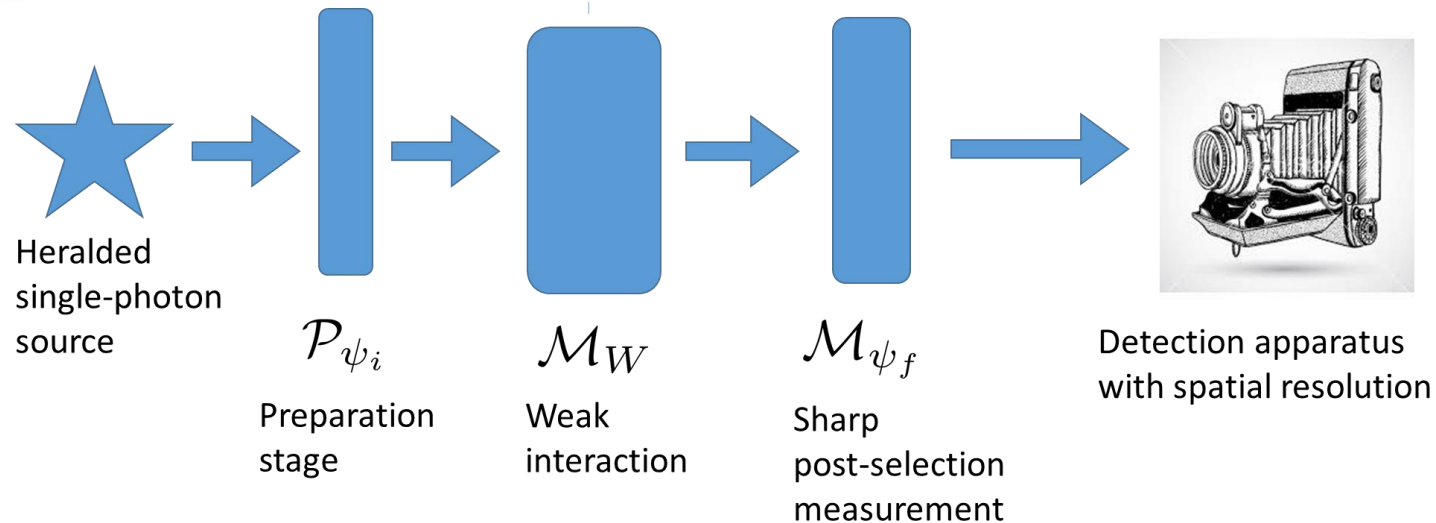 Heralded
single-photon
source
𝒫ψi
Preparation
stage
ℳW
Weak
interaction
ℳψf
Sharp
post-selection
measurement
Detection apparatus
with spatial resolution